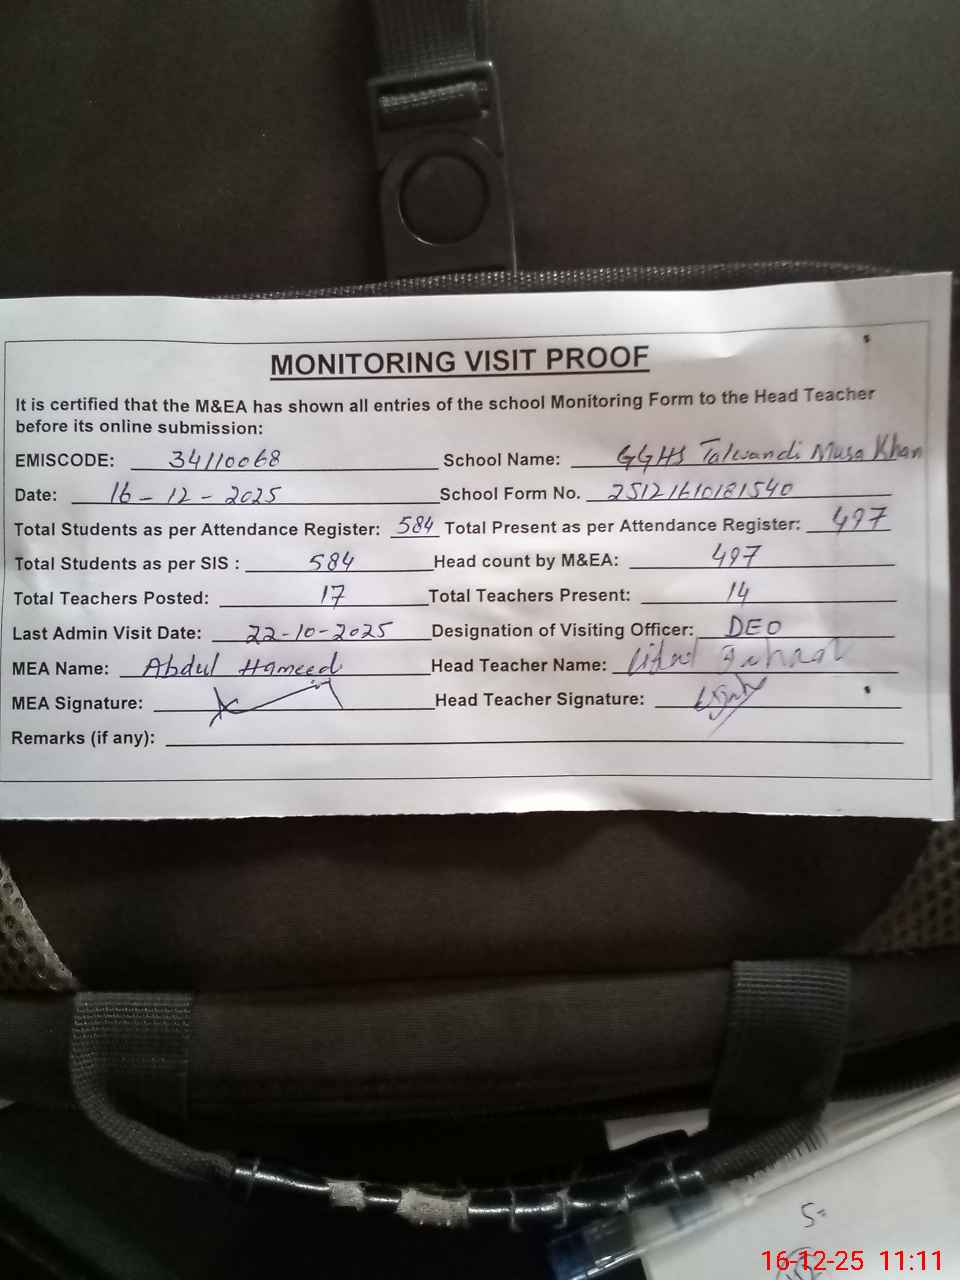 MONITORING VISIT PROOF
It is certified that the M&EA has shown all entries of the school Monitoring Form to the Head Teacher
before its online submission:
EMISCODE: 34110068 School Name: GGHS Talwandi Musa Khan
Date: 16-12-2025 School Form No. 25121610181540
Total Students as per Attendance Register: 584 Total Present as per Attendance Register: 497
Total Students as per SIS : 584 Head count by M&EA: 497
Total Teachers Posted: 17 Total Teachers Present: 14
Last Admin Visit Date: 22-10-2025 Designation of Visiting Officer: DEO
MEA Name: Abdul Hameed Head Teacher Name:
MEA Signature: Head Teacher Signature:
Remarks (if any):
16-12-25 11:11